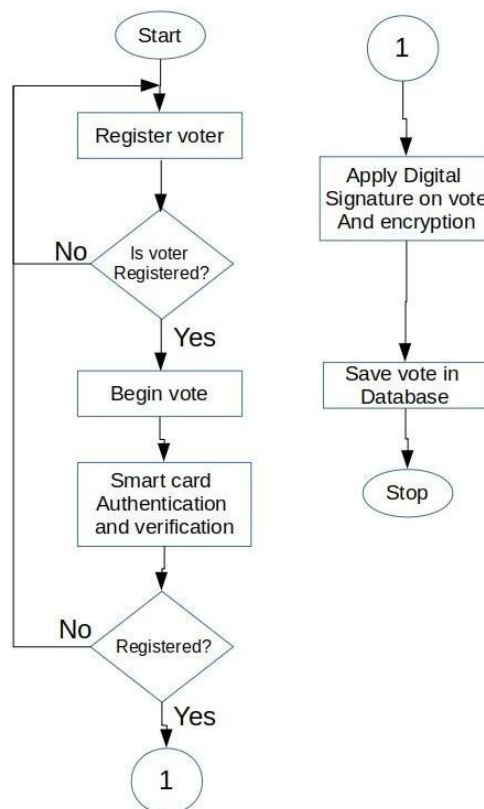 Start
Register voter
Is voter
Registered?
No
Yes
Begin vote
Smart card
Authentication
and verification
Registered?
No
Yes
1
1
Apply Digital
Signature on vote
And encryption
Save vote in
Database
Stop